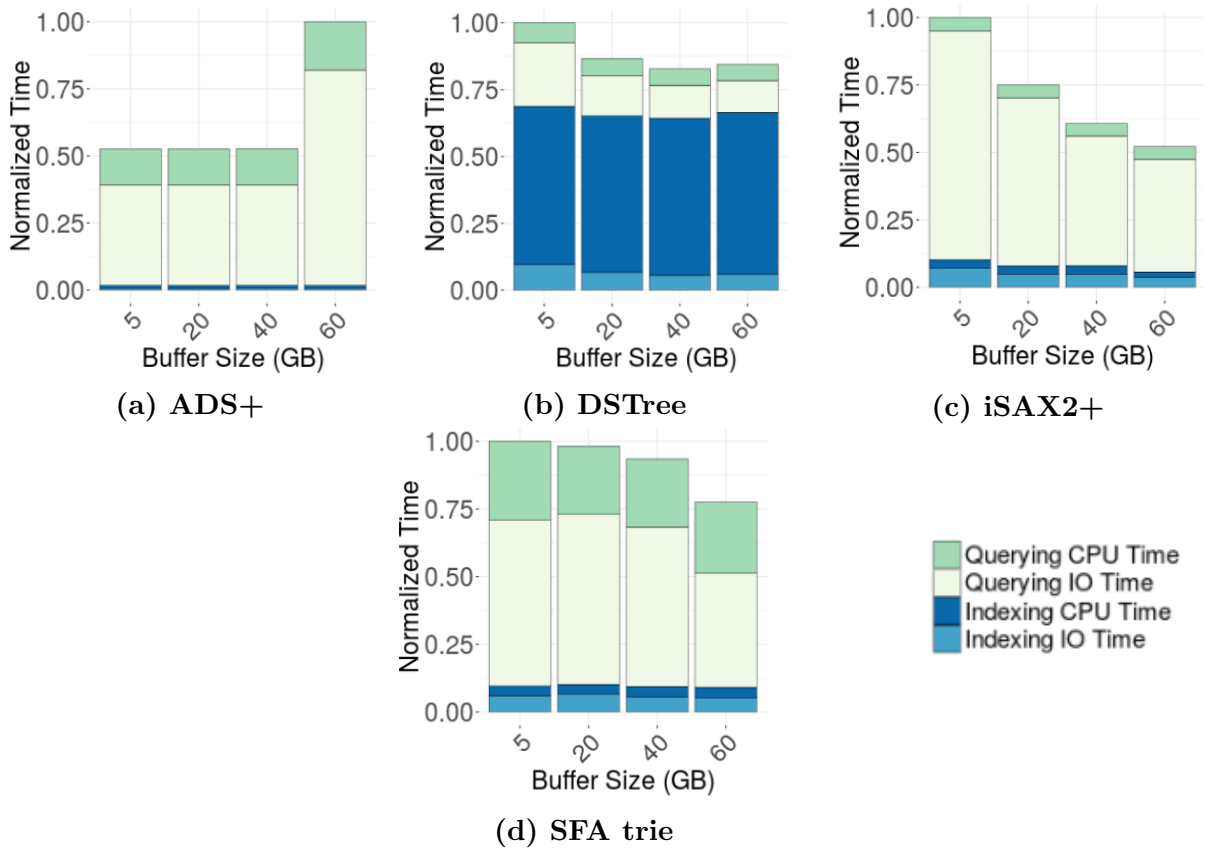 1.00
0.75
0.50
0.25
0.00
Normalized Time
5 20 40 60
Buffer Size (GB)
(a) ADS+
1.00
0.75
0.50
0.25
0.00
Normalized Time
5 20 40 60
Buffer Size (GB)
(b) DSTree
1.00
0.75
0.50
0.25
0.00
Normalized Time
5 20 40 60
Buffer Size (GB)
(c) iSAX2+
1.00
0.75
0.50
0.25
0.00
Normalized Time
5 20 40 60
Buffer Size (GB)
(d) SFA trie
Querying CPU Time
Querying IO Time
Indexing CPU Time
Indexing IO Time